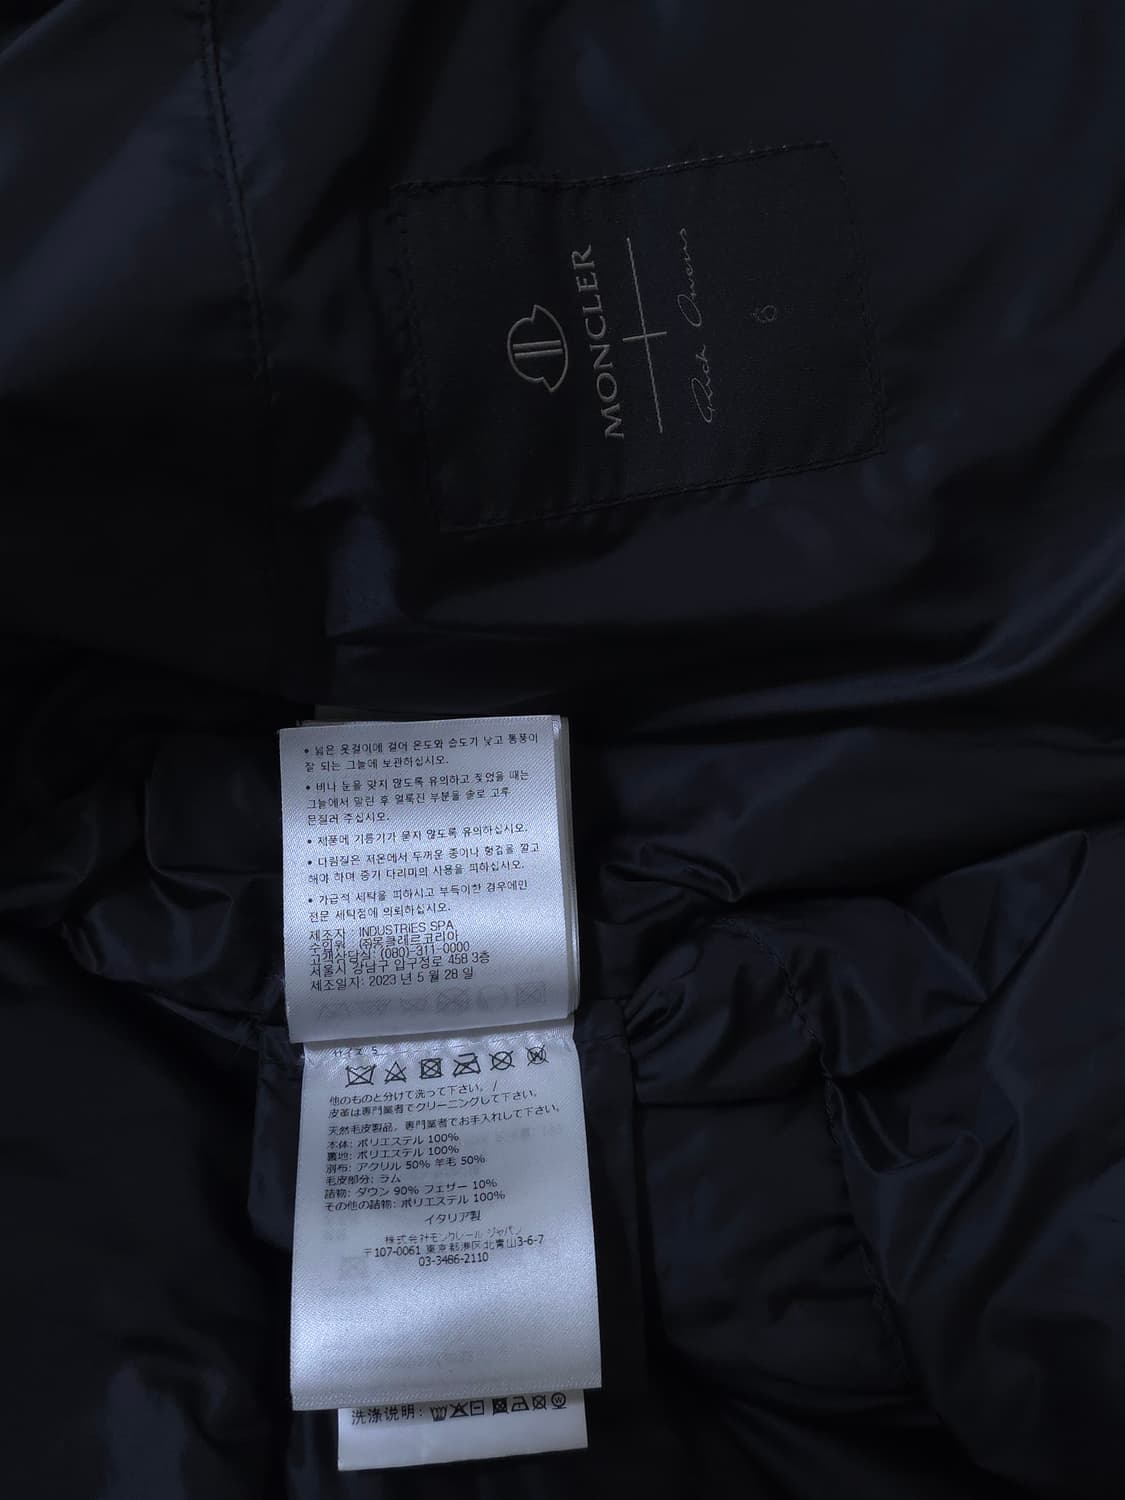 MONCLER
Rick Owens
6
• 넓은 옷걸이에 걸어 온도와 습도가 낮고 통풍이
잘 되는 그늘에 보관하십시오.
• 비나 눈을 맞지 않도록 유의하고 젖었을 때는
그늘에서 말린 후 얼룩진 부분을 솔로 고루
문질러 주십시오.
• 제품에 기름기가 묻지 않도록 유의하십시오.
• 다림질은 저온에서 두꺼운 종이나 헝겊을 깔고
해야 하며 증기 다리미의 사용을 피하십시오.
• 가급적 세탁을 피하시고 부득이한 경우에만
전문 세탁점에 의뢰하십시오.
제조자 : INDUSTRIES SPA
수입원 : (주)몽클레르코리아
고객상담실: (080)-311-0000
서울시 강남구 압구정로 458 3층
제조일자: 2023 년 5 월 28 일
サイズ S
他のものと分けて洗って下さい。/
皮革は専門業者でクリーニングして下さい。
天然毛皮製品。専門業者でお手入れして下さい。
本体: ポリエステル 100%
裏地: ポリエステル 100%
別布: アクリル 50% 羊毛 50%
毛皮部分: ラム
詰物: ダウン 90% フェザー 10%
その他の詰物: ポリエステル 100%
イタリア製
株式会社モンクレール ジャパン
〒107-0061 東京都港区北青山3-6-7
03-3486-2110
洗涤说明: